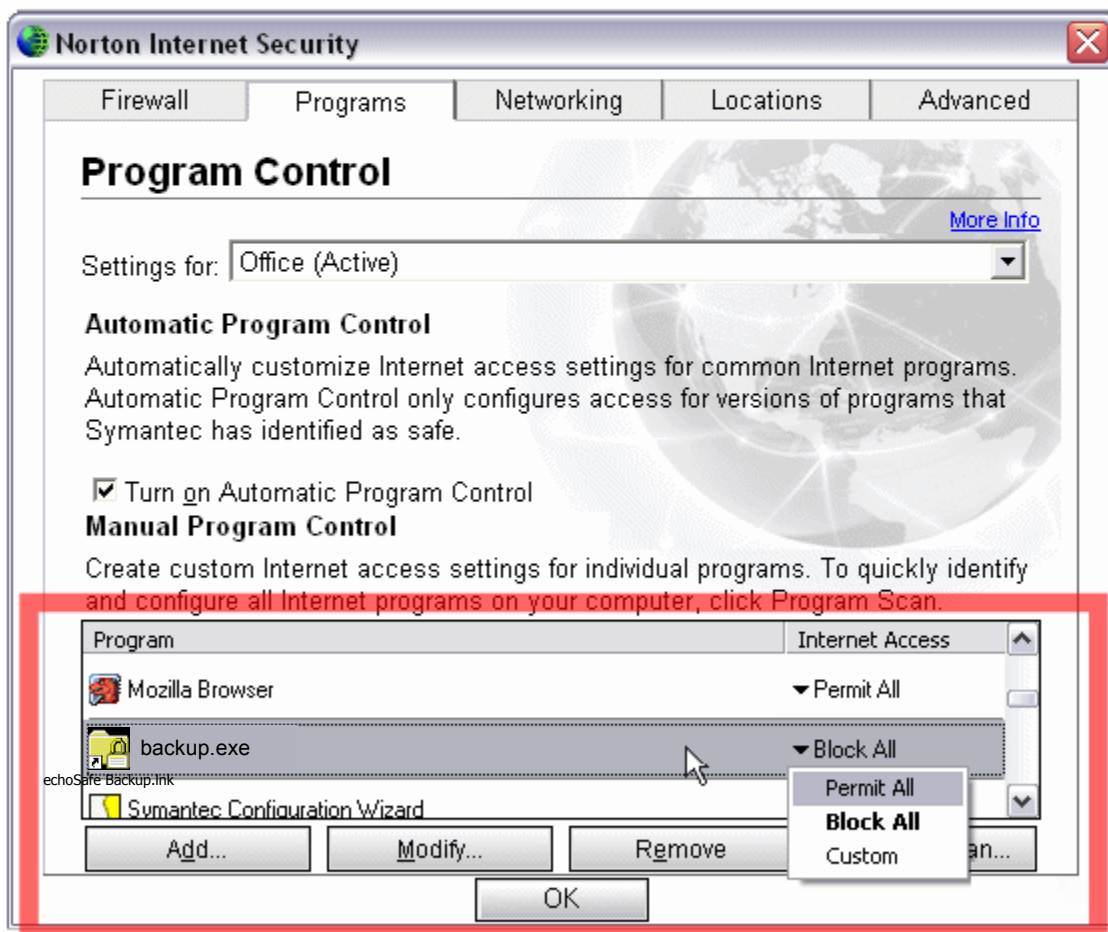 Norton Internet Security
Firewall
Programs
Networking
Locations
Advanced
Program Control
More Info
Settings for: Office (Active)
Automatic Program Control
Automatically customize Internet access settings for common Internet programs.
Automatic Program Control only configures access for versions of programs that
Symantec has identified as safe.
Turn on Automatic Program Control
Manual Program Control
Create custom Internet access settings for individual programs. To quickly identify
and configure all Internet programs on your computer, click Program Scan.
Program Internet Access
Mozilla Browser Permit All
backup.exe Block All
echoSafe Backup.lnk
Symantec Configuration Wizard
Permit All
Block All
Custom
Add... Modify... Remove an...
OK